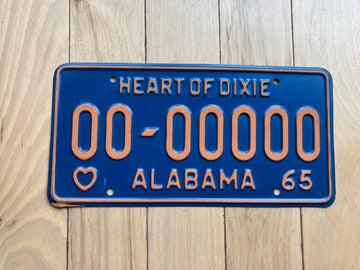 HEART OF DIXIE
00-00000
ALABAMA 65